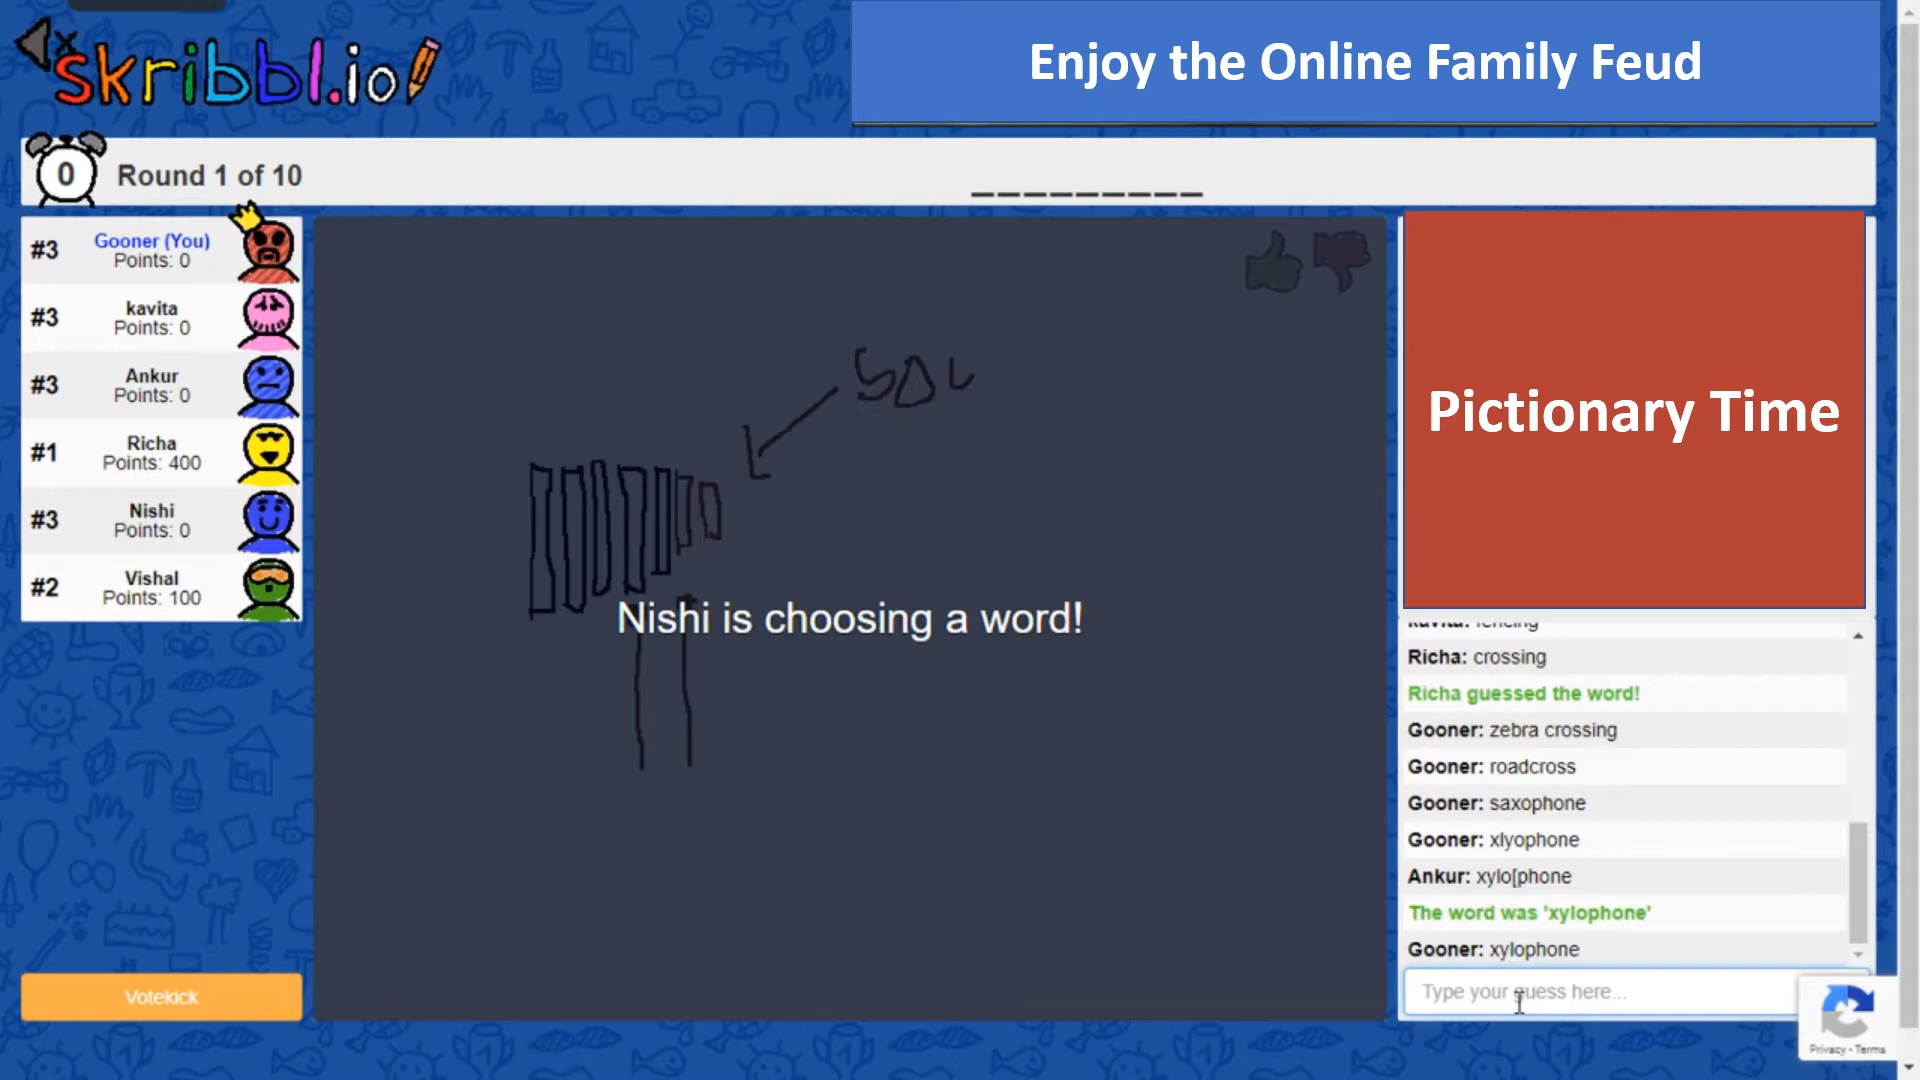 skribbl.io
Enjoy the Online Family Feud
0
Round 1 of 10
_________
#3 Gooner (You)
Points: 0
#3 kavita
Points: 0
#3 Ankur
Points: 0
#1 Richa
Points: 400
#3 Nishi
Points: 0
#2 Vishal
Points: 100
Votekick
Nishi is choosing a word!
Pictionary Time
kavita: fencing
Richa: crossing
Richa guessed the word!
Gooner: zebra crossing
Gooner: roadcross
Gooner: saxophone
Gooner: xlyophone
Ankur: xylo[phone
The word was 'xylophone'
Gooner: xylophone
Type your guess here...
Privacy - Terms